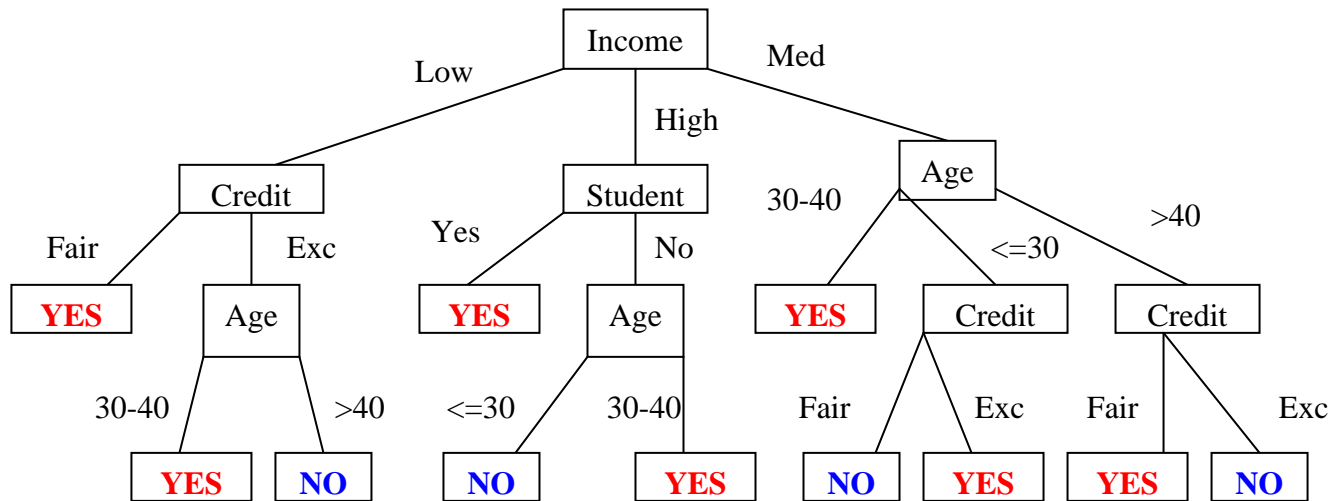 Income
Low
Med
High
Credit
Student
Age
30-40
>40
Fair
Exc
Yes
No
<=30
YES
Age
YES
Age
YES
Credit
Credit
30-40
>40
<=30
30-40
Fair
Exc
Fair
Exc
YES
NO
NO
YES
NO
YES
YES
NO